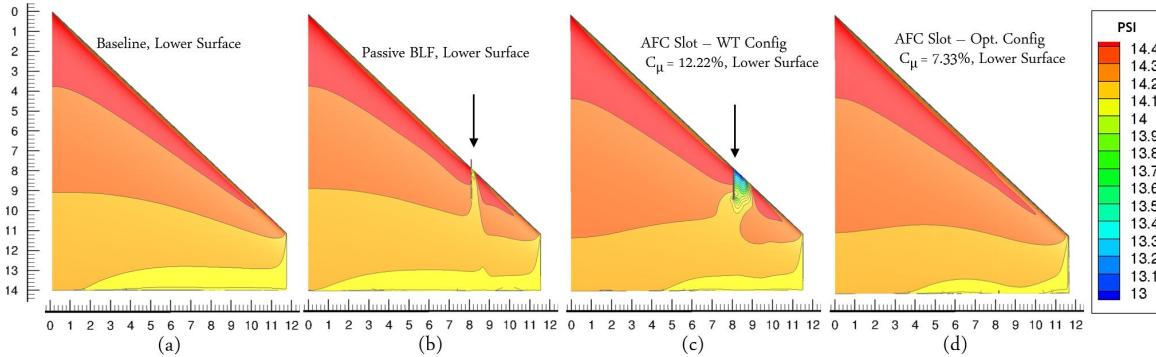 Baseline, Lower Surface
Passive BLF, Lower Surface
AFC Slot – WT Config
Cμ = 12.22%, Lower Surface
AFC Slot – Opt. Config
Cμ = 7.33%, Lower Surface
PSI
14.4
14.3
14.2
14.1
14
13.9
13.8
13.7
13.6
13.5
13.4
13.3
13.2
13.1
13
0
1
2
3
4
5
6
7
8
9
10
11
12
13
14
0 1 2 3 4 5 6 7 8 9 10 11 12
0 1 2 3 4 5 6 7 8 9 10 11 12
0 1 2 3 4 5 6 7 8 9 10 11 12
0 1 2 3 4 5 6 7 8 9 10 11 12
(a)
(b)
(c)
(d)